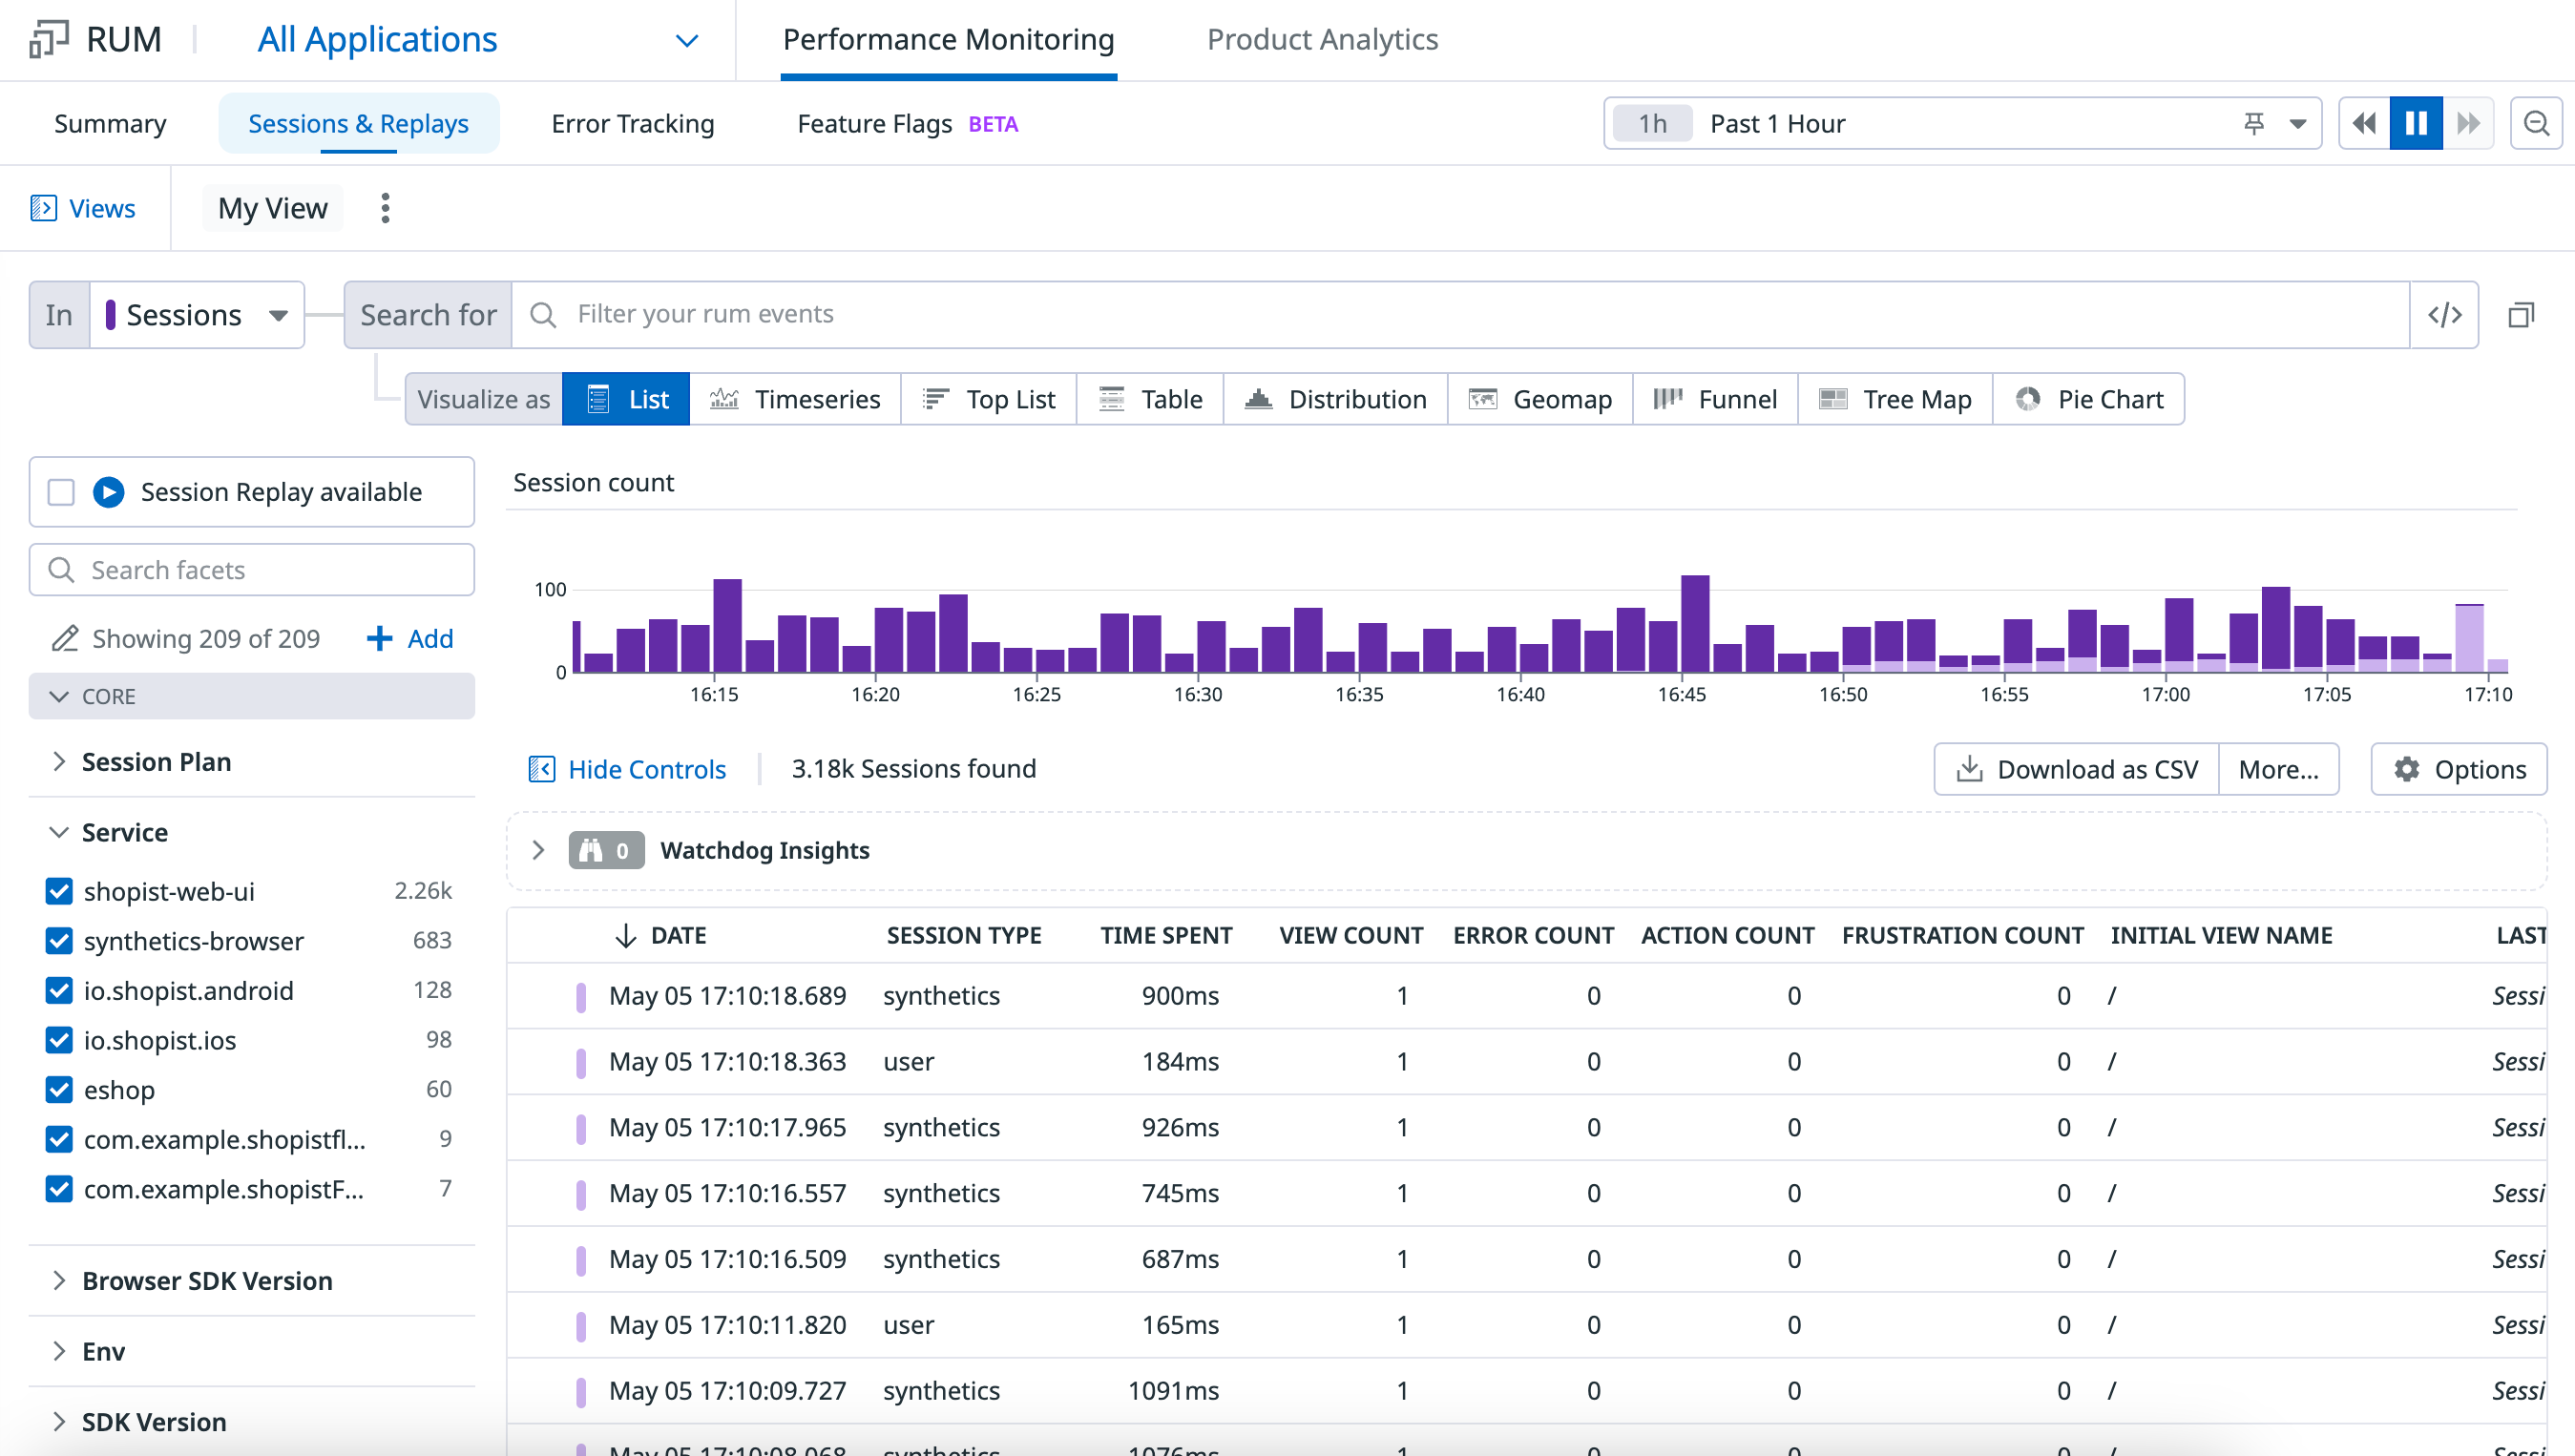 RUM All Applications Performance Monitoring Product Analytics
Summary Sessions & Replays Error Tracking Feature Flags BETA 1h Past 1 Hour
Views My View
In Sessions Search for Filter your rum events </>
Visualize as List Timeseries Top List Table Distribution Geomap Funnel Tree Map Pie Chart
Session Replay available
Search facets
Showing 209 of 209 Add
CORE
Session Plan
Service
shopist-web-ui 2.26k
synthetics-browser 683
io.shopist.android 128
io.shopist.ios 98
eshop 60
com.example.shopistfl... 9
com.example.shopistF... 7
Browser SDK Version
Env
SDK Version
Session count
100
0
16:15 16:20 16:25 16:30 16:35 16:40 16:45 16:50 16:55 17:00 17:05 17:10
Hide Controls 3.18k Sessions found Download as CSV More... Options
0 Watchdog Insights
DATE SESSION TYPE TIME SPENT VIEW COUNT ERROR COUNT ACTION COUNT FRUSTRATION COUNT INITIAL VIEW NAME LAST
May 05 17:10:18.689 synthetics 900ms 1 0 0 0 / Sessi
May 05 17:10:18.363 user 184ms 1 0 0 0 / Sessi
May 05 17:10:17.965 synthetics 926ms 1 0 0 0 / Sessi
May 05 17:10:16.557 synthetics 745ms 1 0 0 0 / Sessi
May 05 17:10:16.509 synthetics 687ms 1 0 0 0 / Sessi
May 05 17:10:11.820 user 165ms 1 0 0 0 / Sessi
May 05 17:10:09.727 synthetics 1091ms 1 0 0 0 / Sessi
May 05 17:10:08.068 synthetics 1076ms 1 0 0 0 / Sessi